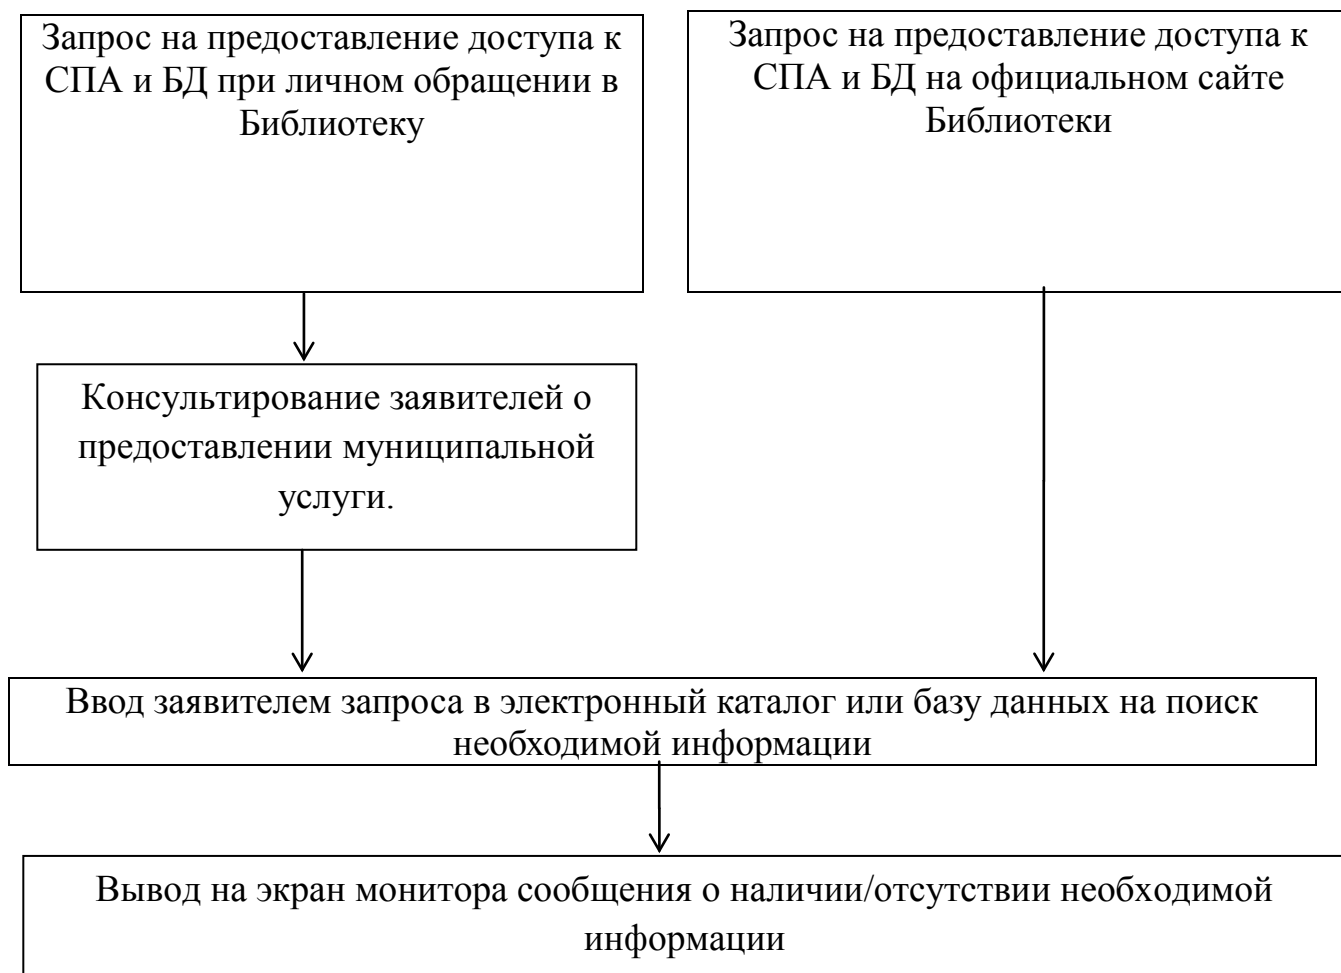 Запрос на предоставление доступа к
СПА и БД при личном обращении в
Библиотеку
Запрос на предоставление доступа к
СПА и БД на официальном сайте
Библиотеки
Консультирование заявителей о
предоставлении муниципальной
услуги.
Ввод заявителем запроса в электронный каталог или базу данных на поиск
необходимой информации
Вывод на экран монитора сообщения о наличии/отсутствии необходимой
информации